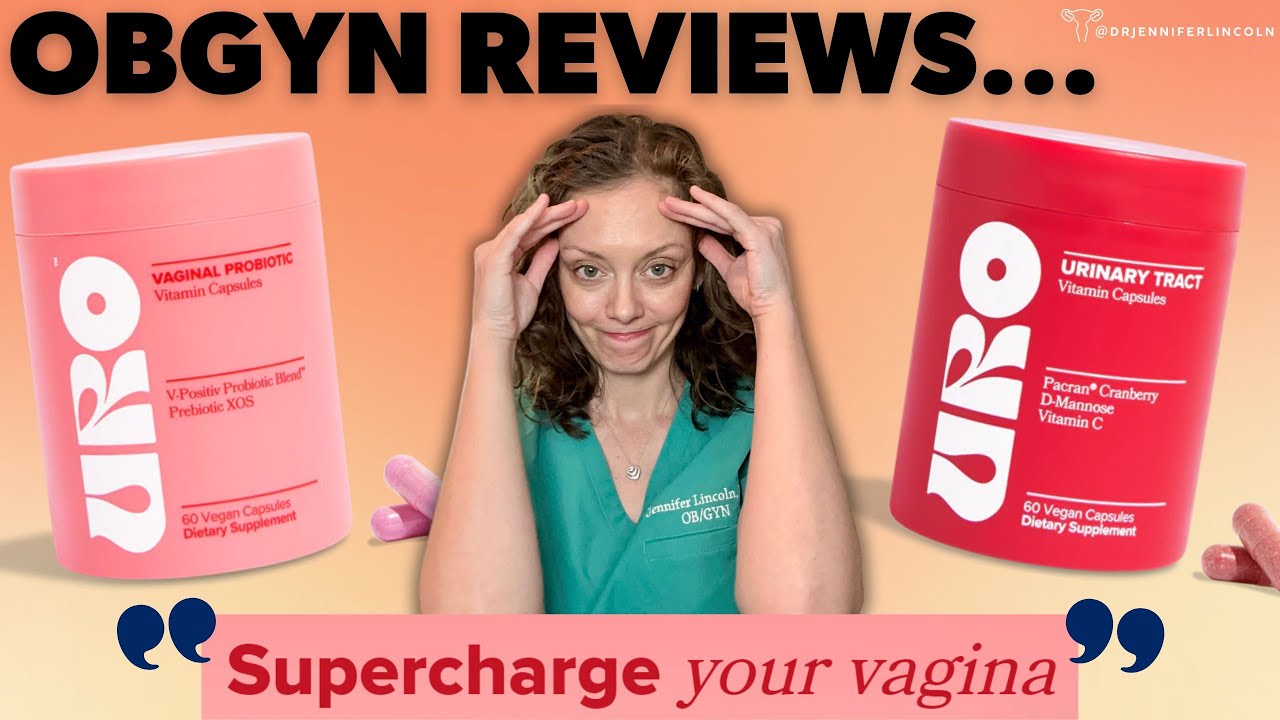 OBGYN REVIEWS...
@DRJENNIFERLINCOLN
URO
VAGINAL PROBIOTIC
Vitamin Capsules
V-Positiv Probiotic Blend™
Prebiotic XOS
60 Vegan Capsules
Dietary Supplement
Jennifer Lincoln,
OB/GYN
URO
URINARY TRACT
Vitamin Capsules
Pacran® Cranberry
D-Mannose
Vitamin C
60 Vegan Capsules
Dietary Supplement
“Supercharge your vagina”